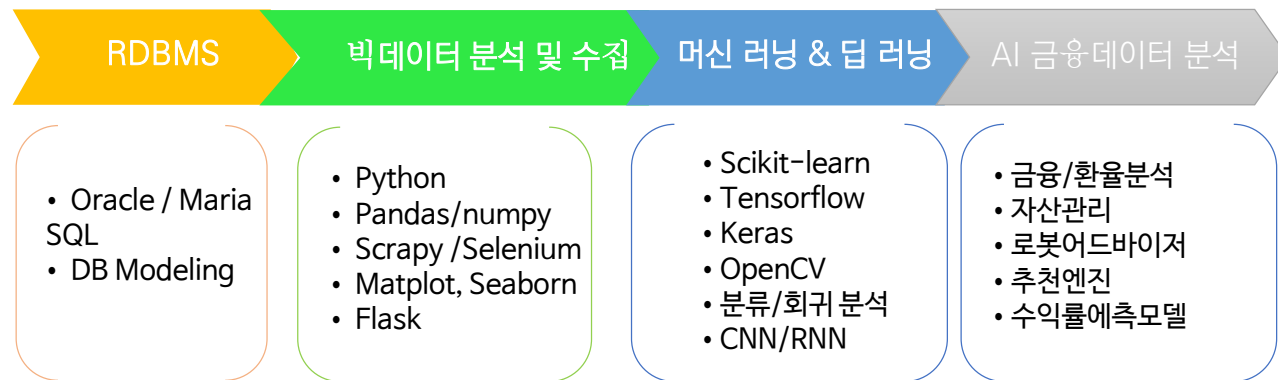 RDBMS
빅데이터 분석 및 수집
머신 러닝 & 딥 러닝
AI 금융데이터 분석
• Oracle / Maria
SQL
• DB Modeling
• Python
• Pandas/numpy
• Scrapy /Selenium
• Matplot, Seaborn
• Flask
• Scikit-learn
• Tensorflow
• Keras
• OpenCV
• 분류/회귀 분석
• CNN/RNN
• 금융/환율분석
• 자산관리
• 로봇어드바이저
• 추천엔진
• 수익률에측모델